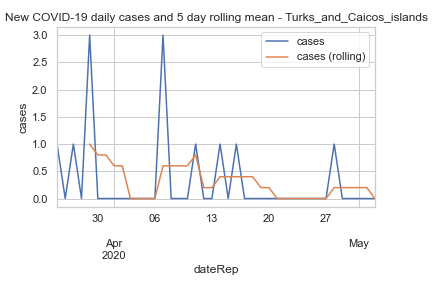 New COVID-19 daily cases and 5 day rolling mean - Turks_and_Caicos_islands
cases
cases (rolling)
cases
3.0
2.5
2.0
1.5
1.0
0.5
0.0
30
06
13
20
27
Apr
2020
May
dateRep